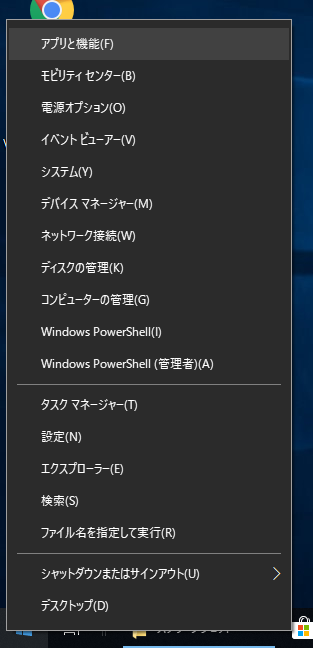 アプリと機能(F)
モビリティ センター(B)
電源オプション(O)
イベント ビューアー(V)
システム(Y)
デバイス マネージャー(M)
ネットワーク接続(W)
ディスクの管理(K)
コンピューターの管理(G)
Windows PowerShell(I)
Windows PowerShell (管理者)(A)
タスク マネージャー(T)
設定(N)
エクスプローラー(E)
検索(S)
ファイル名を指定して実行(R)
シャットダウンまたはサインアウト(U)
デスクトップ(D)